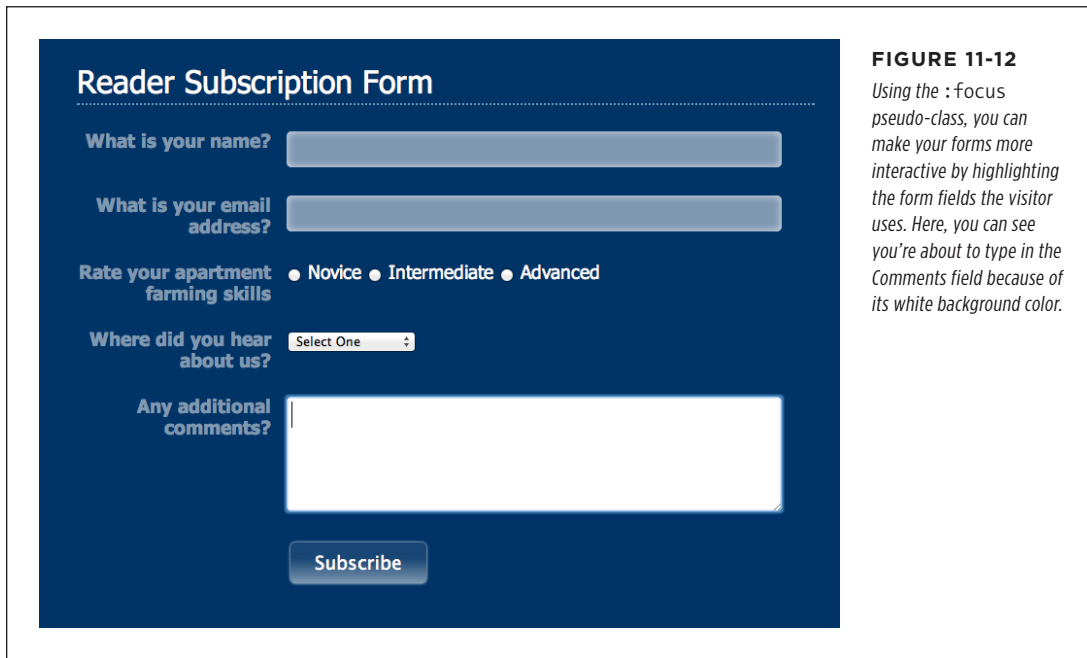 Reader Subscription Form
What is your name?
What is your email
address?
Rate your apartment
farming skills
Novice Intermediate Advanced
Where did you hear
about us?
Select One
Any additional
comments?
Subscribe
FIGURE 11-12
Using the :focus
pseudo-class, you can
make your forms more
interactive by highlighting
the form fields the visitor
uses. Here, you can see
you’re about to type in the
Comments field because of
its white background color.